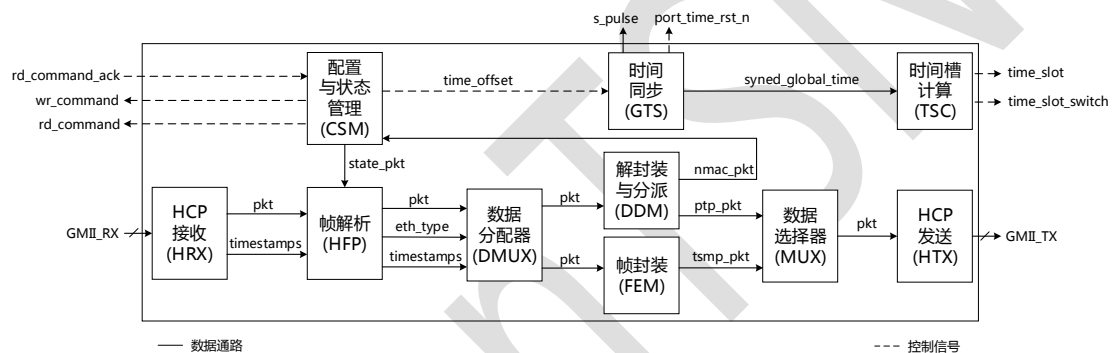 s_pulse
port_time_rst_n
rd_command_ack
wr_command
rd_command
配置
与状态
管理
(CSM)
time_offset
时间
同步
(GTS)
syned_global_time
时间槽
计算
(TSC)
time_slot
time_slot_switch
state_pkt
nmac_pkt
GMII_RX
HCP
接收
(HRX)
pkt
timestamps
帧解析
(HFP)
pkt
eth_type
timestamps
数据
分配器
(DMUX)
pkt
pkt
解封装
与分派
(DDM)
帧封装
(FEM)
ptp_pkt
tsmp_pkt
数据
选择器
(MUX)
pkt
HCP
发送
(HTX)
GMII_TX
数据通路
控制信号